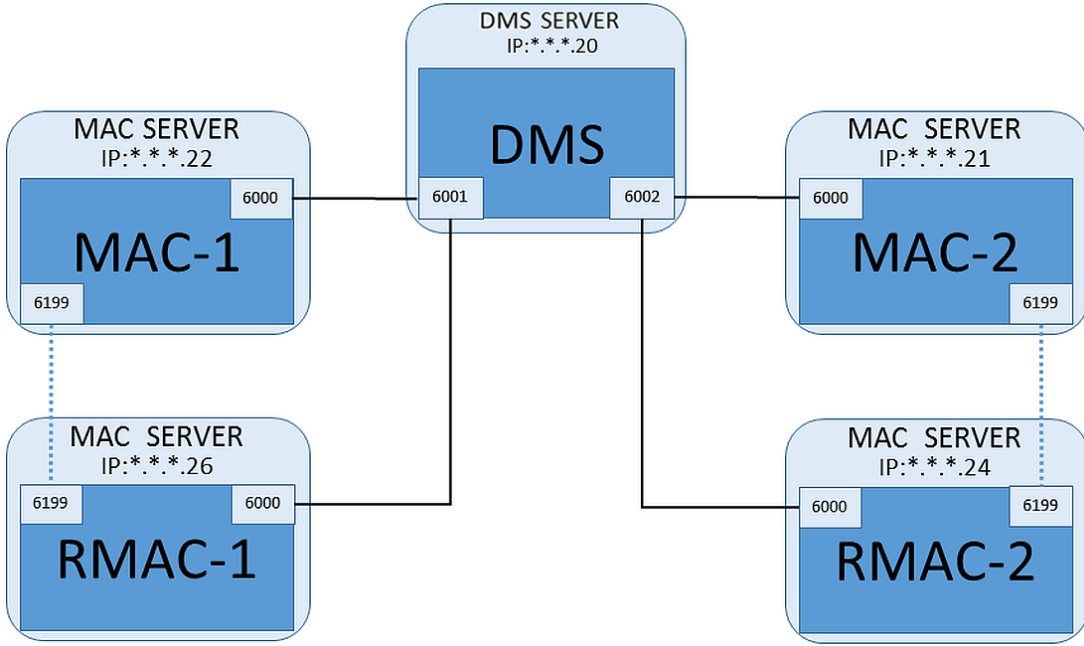 DMS SERVER
IP:*.*.*.20
DMS
6001
6002
MAC SERVER
IP:*.*.*.22
6000
MAC-1
6199
MAC SERVER
IP:*.*.*.21
6000
MAC-2
6199
MAC SERVER
IP:*.*.*.26
6199
6000
RMAC-1
MAC SERVER
IP:*.*.*.24
6000
6199
RMAC-2